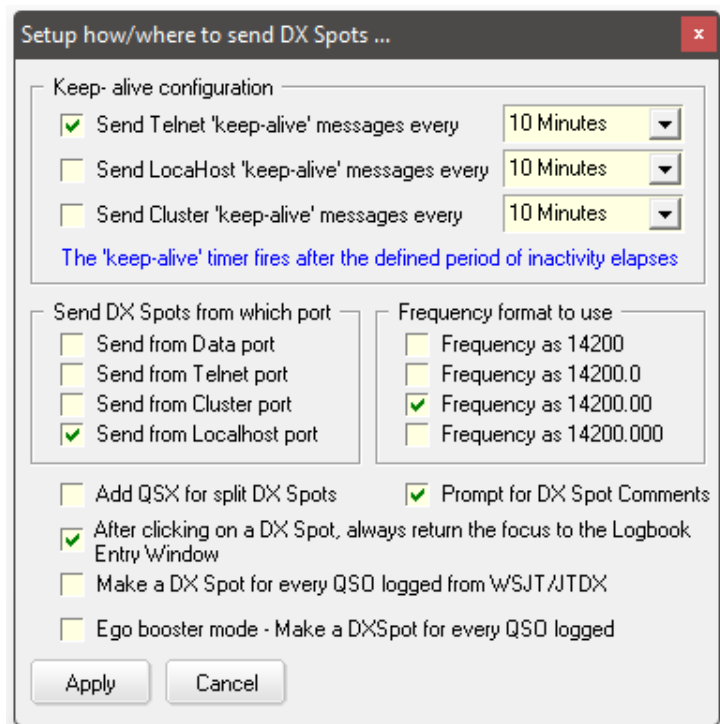 Setup how/where to send DX Spots ...
x
Keep- alive configuration
Send Telnet 'keep-alive' messages every 10 Minutes
Send LocaHost 'keep-alive' messages every 10 Minutes
Send Cluster 'keep-alive' messages every 10 Minutes
The 'keep-alive' timer fires after the defined period of inactivity elapses
Send DX Spots from which port
Send from Data port
Send from Telnet port
Send from Cluster port
Send from Localhost port
Frequency format to use
Frequency as 14200
Frequency as 14200.0
Frequency as 14200.00
Frequency as 14200.000
Add QSX for split DX Spots
Prompt for DX Spot Comments
After clicking on a DX Spot, always return the focus to the Logbook
Entry Window
Make a DX Spot for every QSO logged from WSJT/JTDX
Ego booster mode - Make a DXSpot for every QSO logged
Apply
Cancel